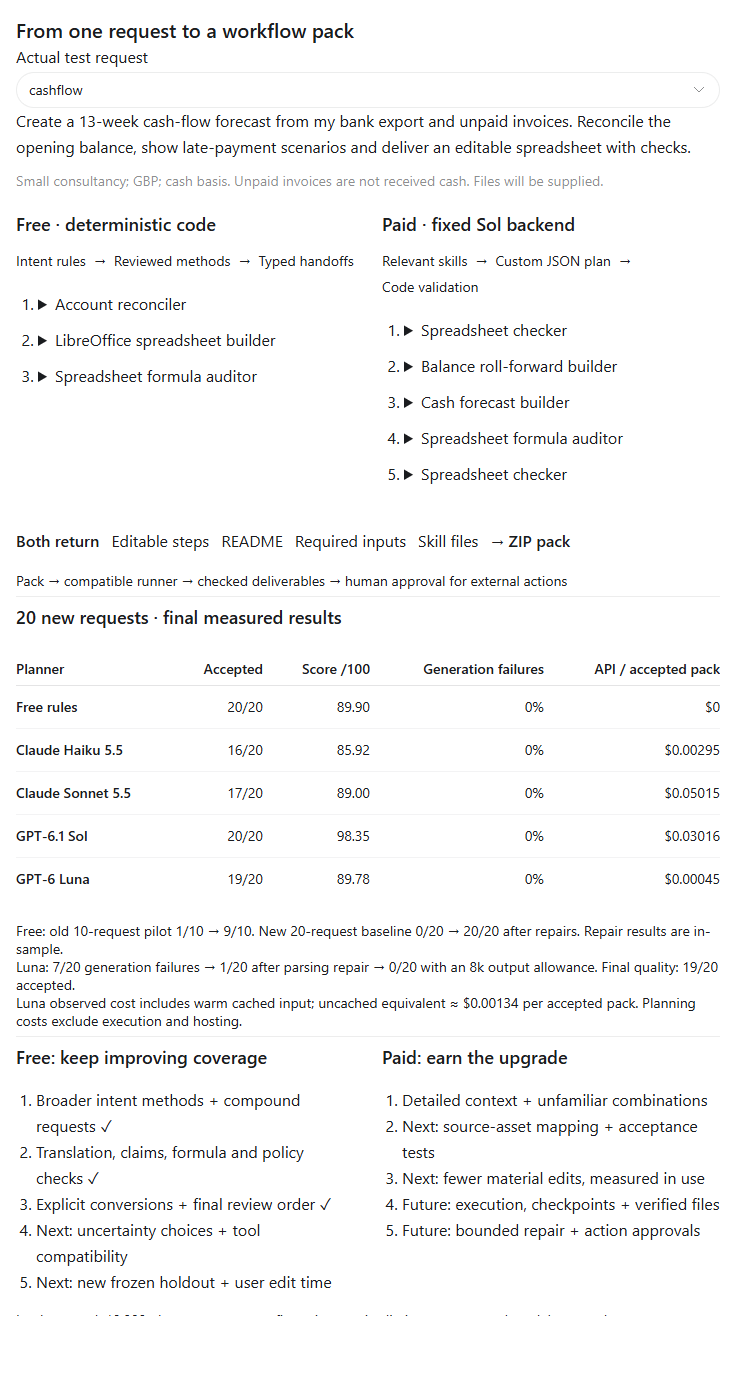 From one request to a workflow pack
Actual test request
cashflow
Create a 13-week cash-flow forecast from my bank export and unpaid invoices. Reconcile the
opening balance, show late-payment scenarios and deliver an editable spreadsheet with checks.
Small consultancy; GBP; cash basis. Unpaid invoices are not received cash. Files will be supplied.
Free · deterministic code
Intent rules → Reviewed methods → Typed handoffs
1. ▶ Account reconciler
2. ▶ LibreOffice spreadsheet builder
3. ▶ Spreadsheet formula auditor
Paid · fixed Sol backend
Relevant skills → Custom JSON plan →
Code validation
1. ▶ Spreadsheet checker
2. ▶ Balance roll-forward builder
3. ▶ Cash forecast builder
4. ▶ Spreadsheet formula auditor
5. ▶ Spreadsheet checker
Both return Editable steps README Required inputs Skill files → ZIP pack
Pack → compatible runner → checked deliverables → human approval for external actions
20 new requests · final measured results
Planner Accepted Score /100 Generation failures API / accepted pack
Free rules 20/20 89.90 0% $0
Claude Haiku 5.5 16/20 85.92 0% $0.00295
Claude Sonnet 5.5 17/20 89.00 0% $0.05015
GPT-6.1 Sol 20/20 98.35 0% $0.03016
GPT-6 Luna 19/20 89.78 0% $0.00045
Free: old 10-request pilot 1/10 → 9/10. New 20-request baseline 0/20 → 20/20 after repairs. Repair results are in-
sample.
Luna: 7/20 generation failures → 1/20 after parsing repair → 0/20 with an 8k output allowance. Final quality: 19/20
accepted.
Luna observed cost includes warm cached input; uncached equivalent ≈ $0.00134 per accepted pack. Planning
costs exclude execution and hosting.
Free: keep improving coverage
1. Broader intent methods + compound
requests ✓
2. Translation, claims, formula and policy
checks ✓
3. Explicit conversions + final review order ✓
4. Next: uncertainty choices + tool
compatibility
5. Next: new frozen holdout + user edit time
Paid: earn the upgrade
1. Detailed context + unfamiliar combinations
2. Next: source-asset mapping + acceptance
tests
3. Next: fewer material edits, measured in use
4. Future: execution, checkpoints + verified files
5. Future: bounded repair + action approvals